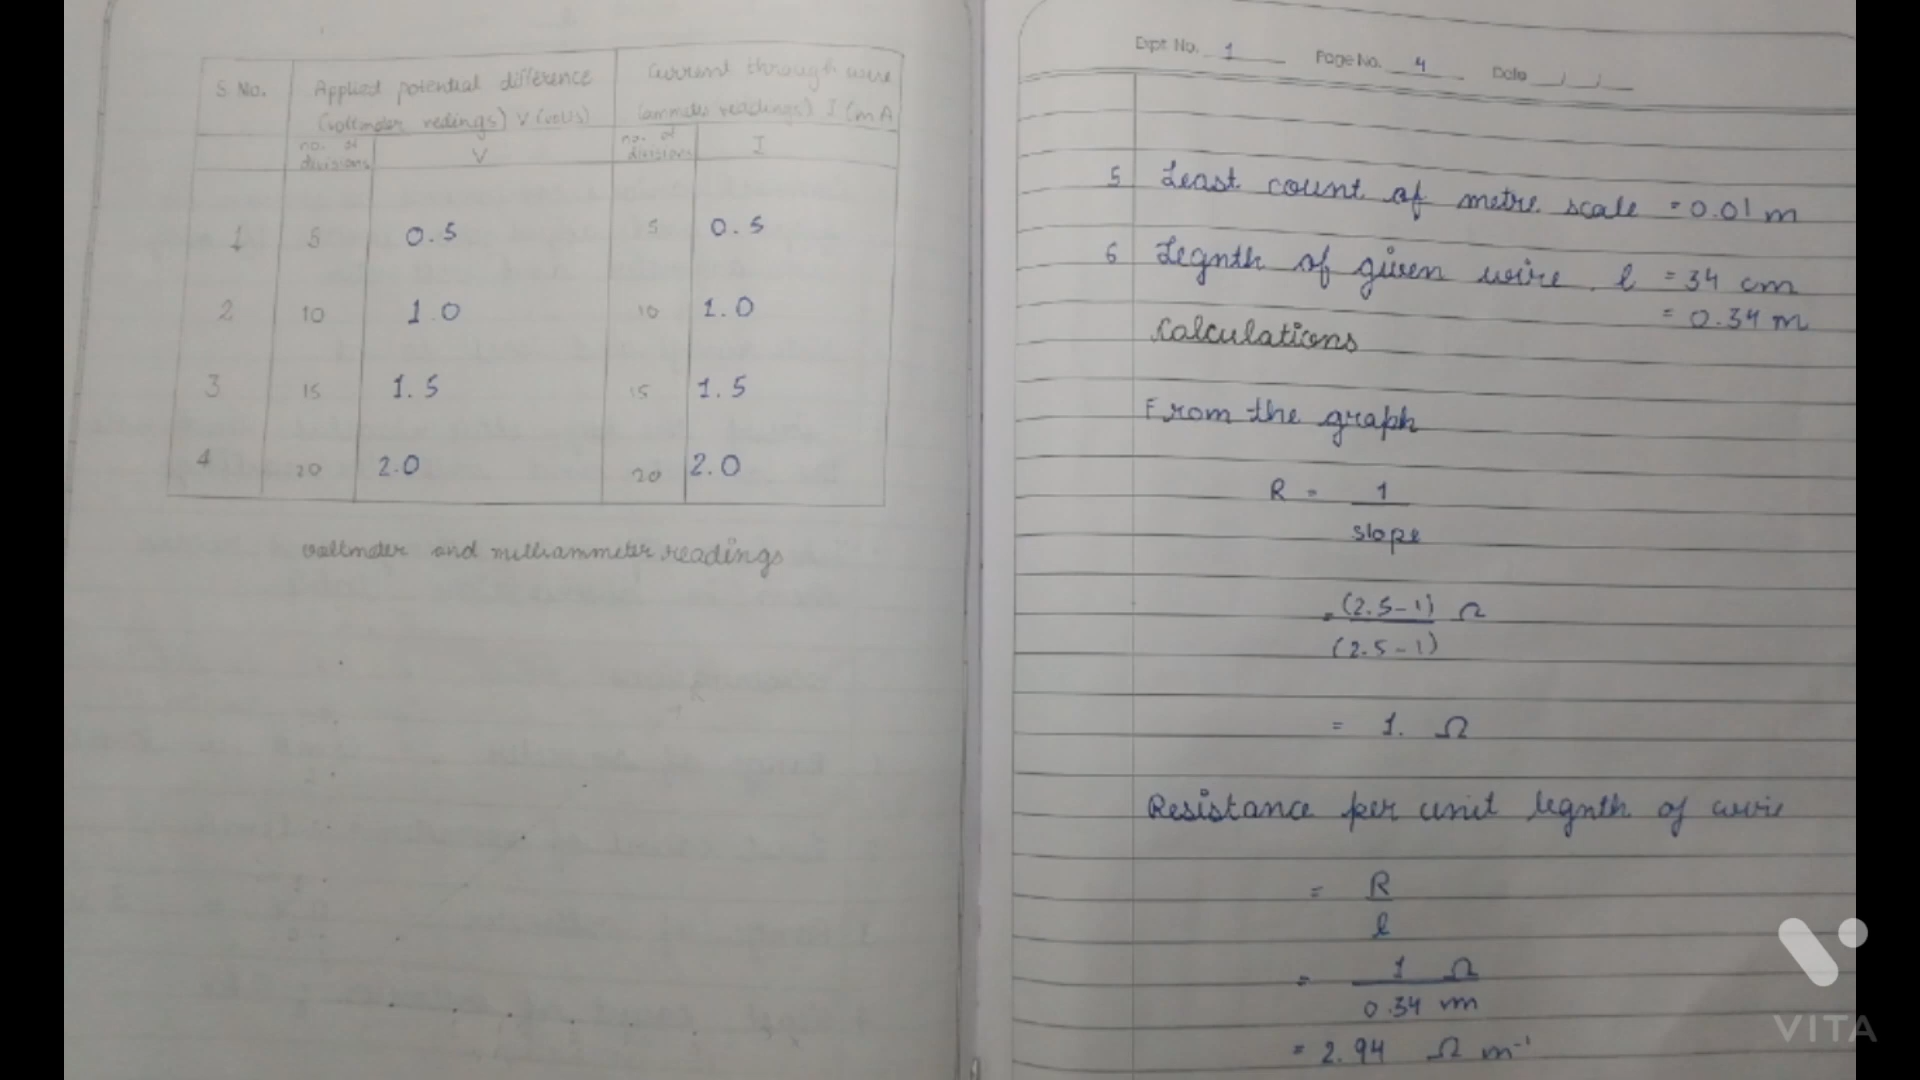 S. No. Applied potential difference (voltmeter redings) V (volts) Current through wire (ammeter readings) I (mA
no. of divisions V no. of divisions I
1 5 0.5 5 0.5
2 10 1.0 10 1.0
3 15 1.5 15 1.5
4 20 2.0 20 2.0
voltmeter and milliammeter readings
Expt No. 1 Page No. 4 Date
5 Least count of metre scale = 0.01 m
6 Legnth of given wire. l = 34 cm
= 0.34 m
Calculations
From the graph
R = 1
slope
= (2.5-1) Ω
(2.5-1)
= 1. Ω
Resistance per unit legnth of wire
= R
l
= 1 Ω
0.34 m
= 2.94 Ω m⁻¹
VITA